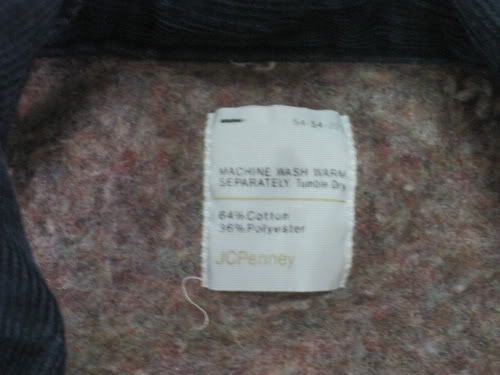 MACHINE WASH WARM
SEPARATELY Tumble Dry
64% Cotton
36% Polyester
JCPenney